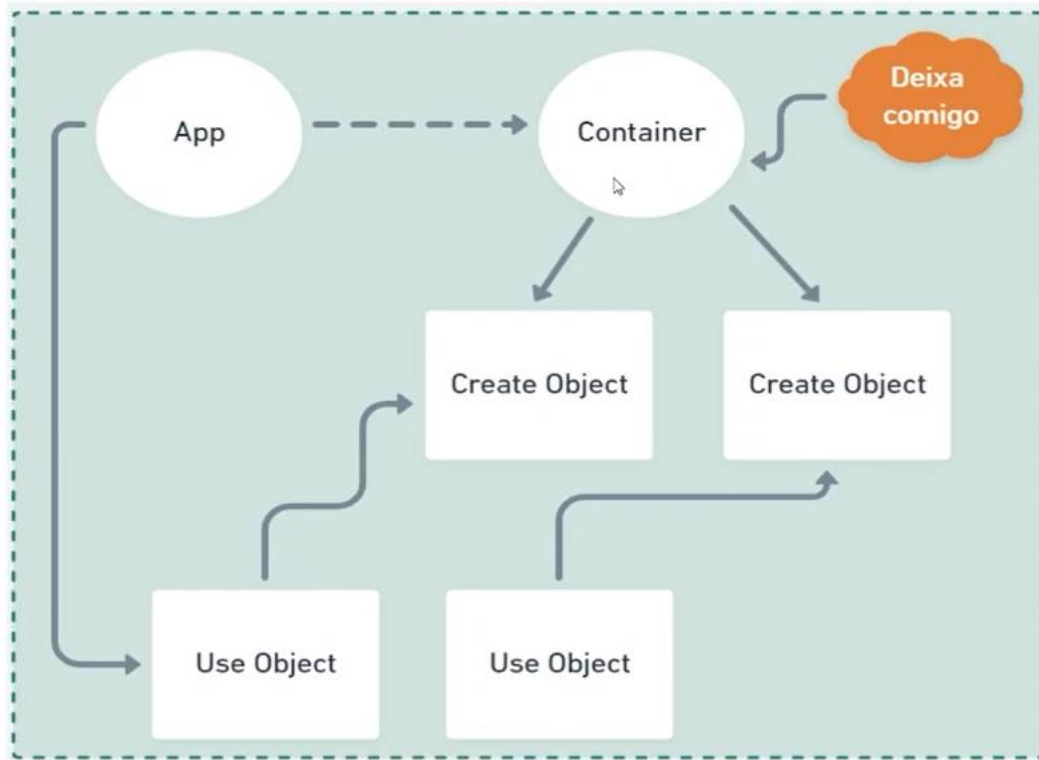 App
Container
Deixa
comigo
Create Object
Create Object
Use Object
Use Object